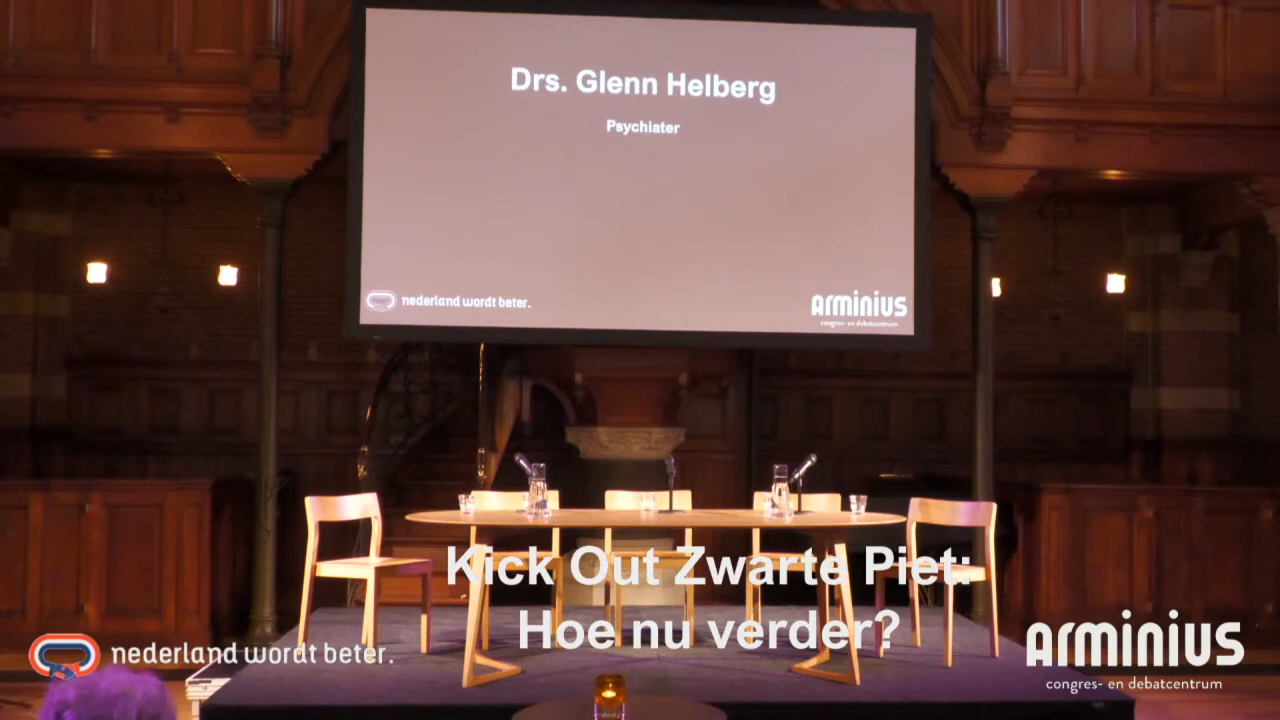 Drs. Glenn Helberg
Psychiater
nederland wordt beter.
Arminius
congres- en debatcentrum
Kick Out Zwarte Piet:
Hoe nu verder?
nederland wordt beter.
Arminius
congres- en debatcentrum